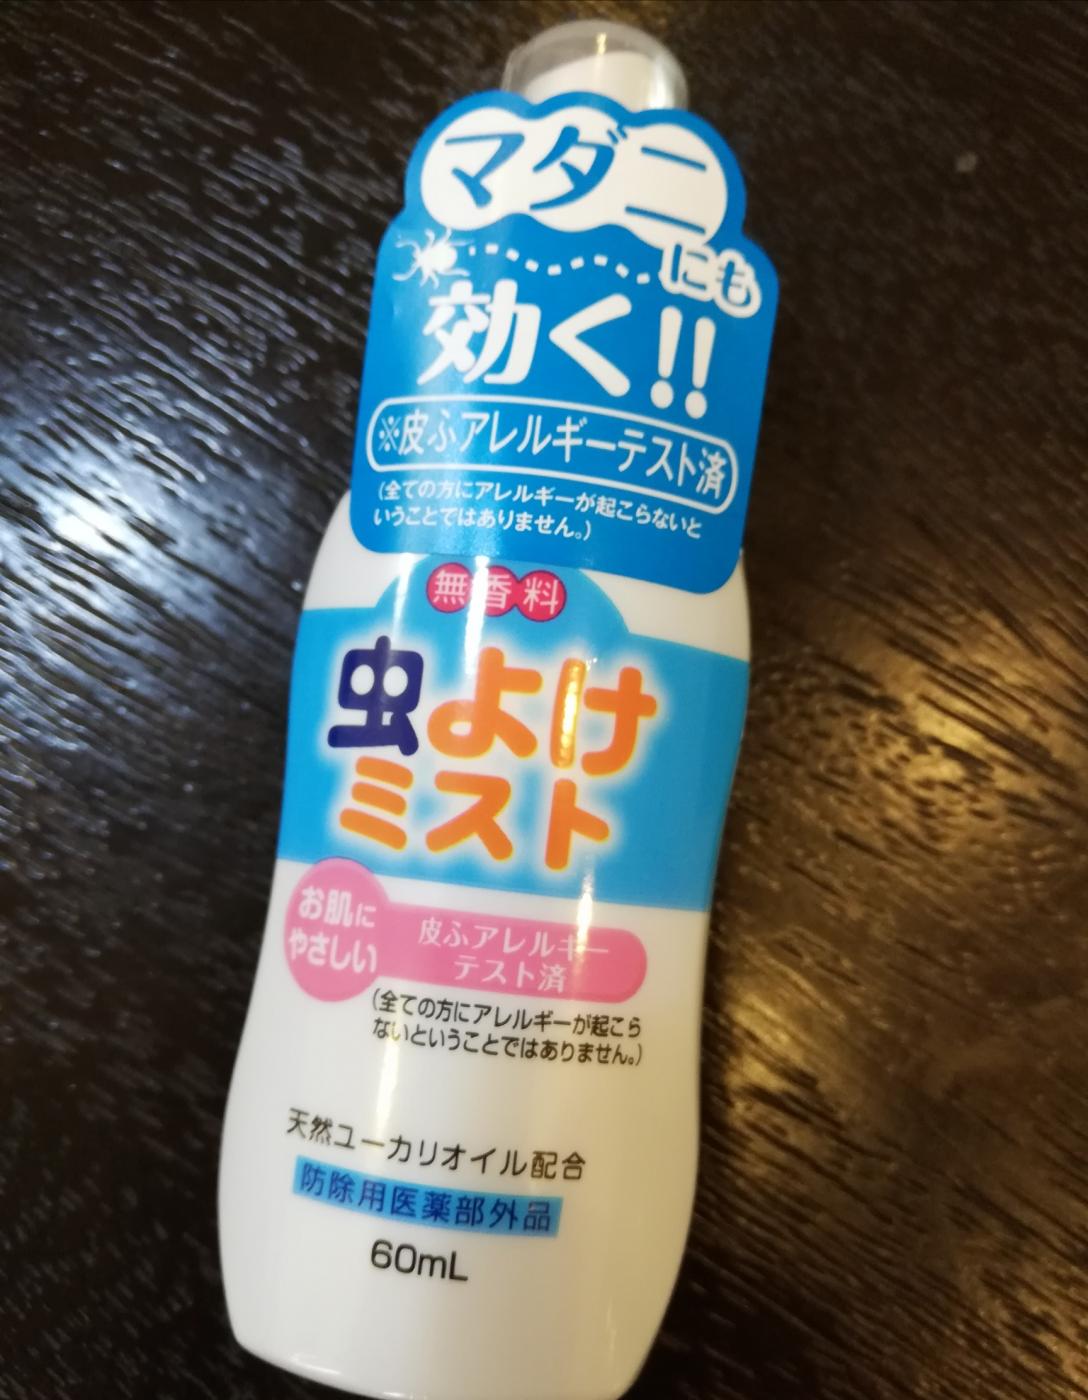 マダニ
にも
効く!!
※皮ふアレルギーテスト済
(全ての方にアレルギーが起こらないと
いうことではありません。)
無香料
虫よけ
ミスト
お肌に
やさしい
皮ふアレルギー
テスト済
(全ての方にアレルギーが起こら
ないということではありません。)
天然ユーカリオイル配合
防除用医薬部外品
60mL